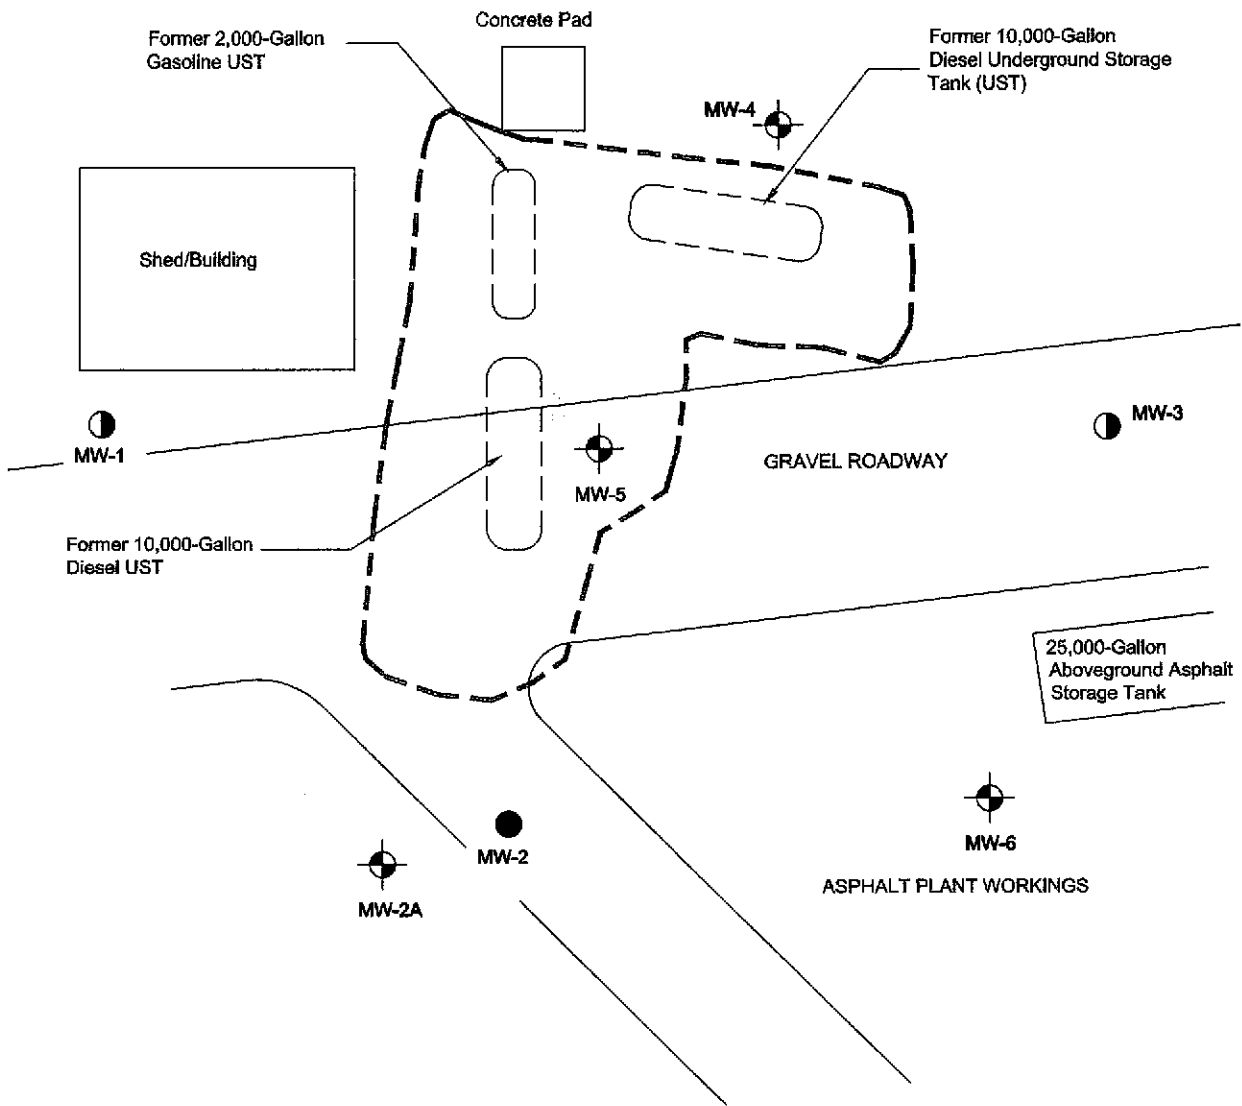 Concrete Pad
Former 2,000-Gallon
Gasoline UST
Former 10,000-Gallon
Diesel Underground Storage
Tank (UST)
MW-4
Shed/Building
MW-1
MW-3
GRAVEL ROADWAY
MW-5
Former 10,000-Gallon
Diesel UST
25,000-Gallon
Aboveground Asphalt
Storage Tank
MW-2
MW-6
MW-2A
ASPHALT PLANT WORKINGS